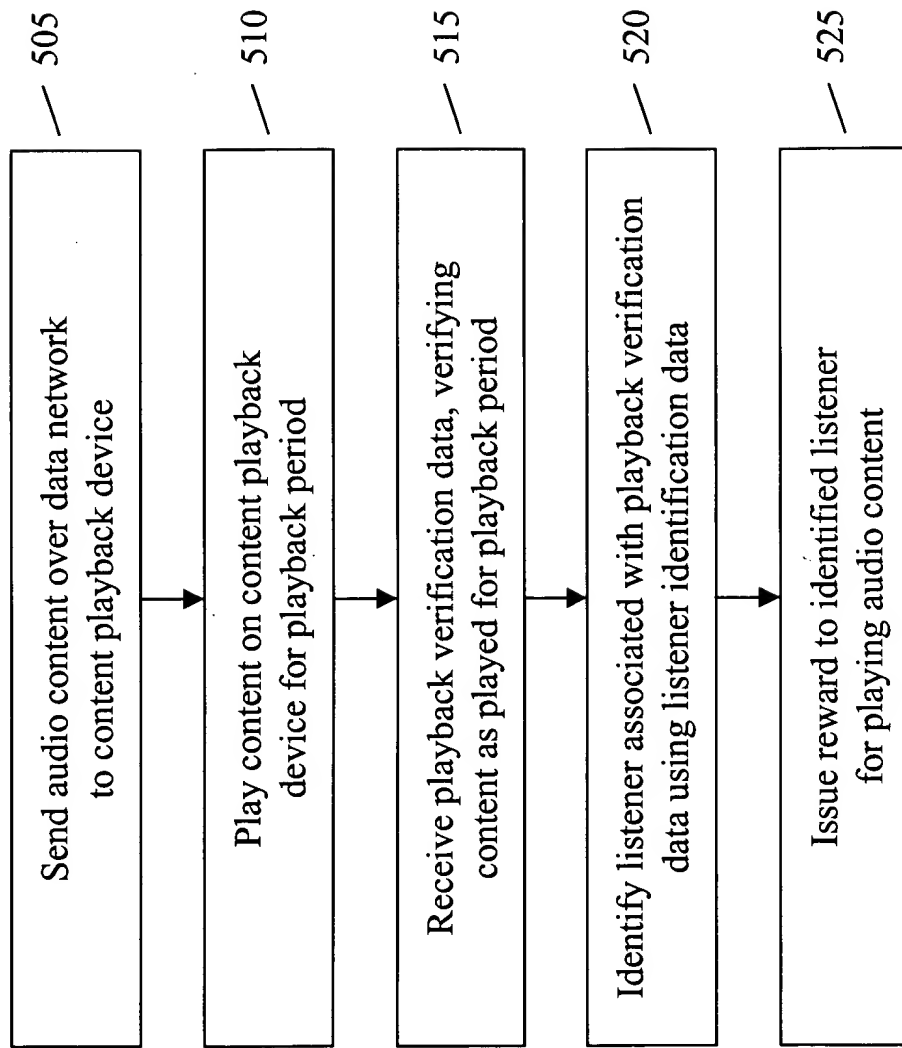 Send audio content over data network
to content playback device
505
Play content on content playback
device for playback period
510
Receive playback verification data, verifying
content as played for playback period
515
Identify listener associated with playback verification
data using listener identification data
520
Issue reward to identified listener
for playing audio content
525